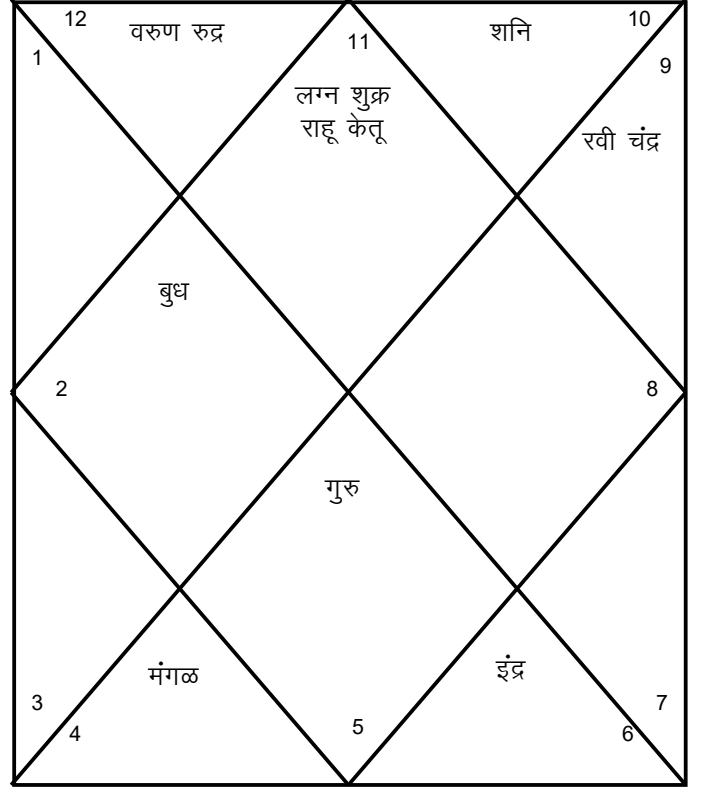 12 वरुण रुद्र 11 शनि 10
1 9
लग्न शुक्र
राहू केतू
रवी चंद्र
बुध
2 8
गुरु
मंगळ इंद्र
3 5 7
4 6